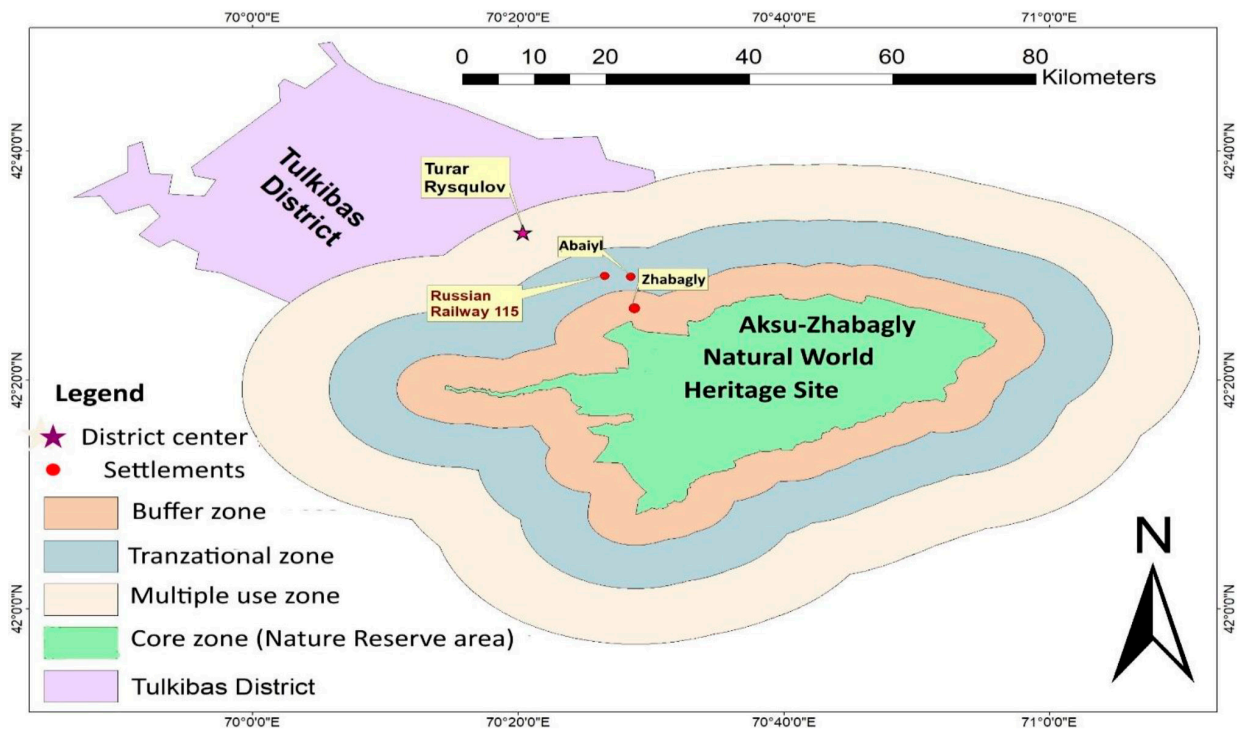 70°0'0"E 70°20'0"E 70°40'0"E 71°0'0"E
0 10 20 40 60 80
Kilometers
42°40'0"N 42°40'0"N
Tulkibas
District
Turar
Rysqulov
Abaiyl
Zhabagly
Russian
Railway 115
Aksu-Zhabagly
Natural World
Heritage Site
42°20'0"N 42°20'0"N
Legend
District center
Settlements
Buffer zone
Tranzational zone
Multiple use zone
Core zone (Nature Reserve area)
Tulkibas District
N
42°0'0"N 42°0'0"N
70°0'0"E 70°20'0"E 70°40'0"E 71°0'0"E